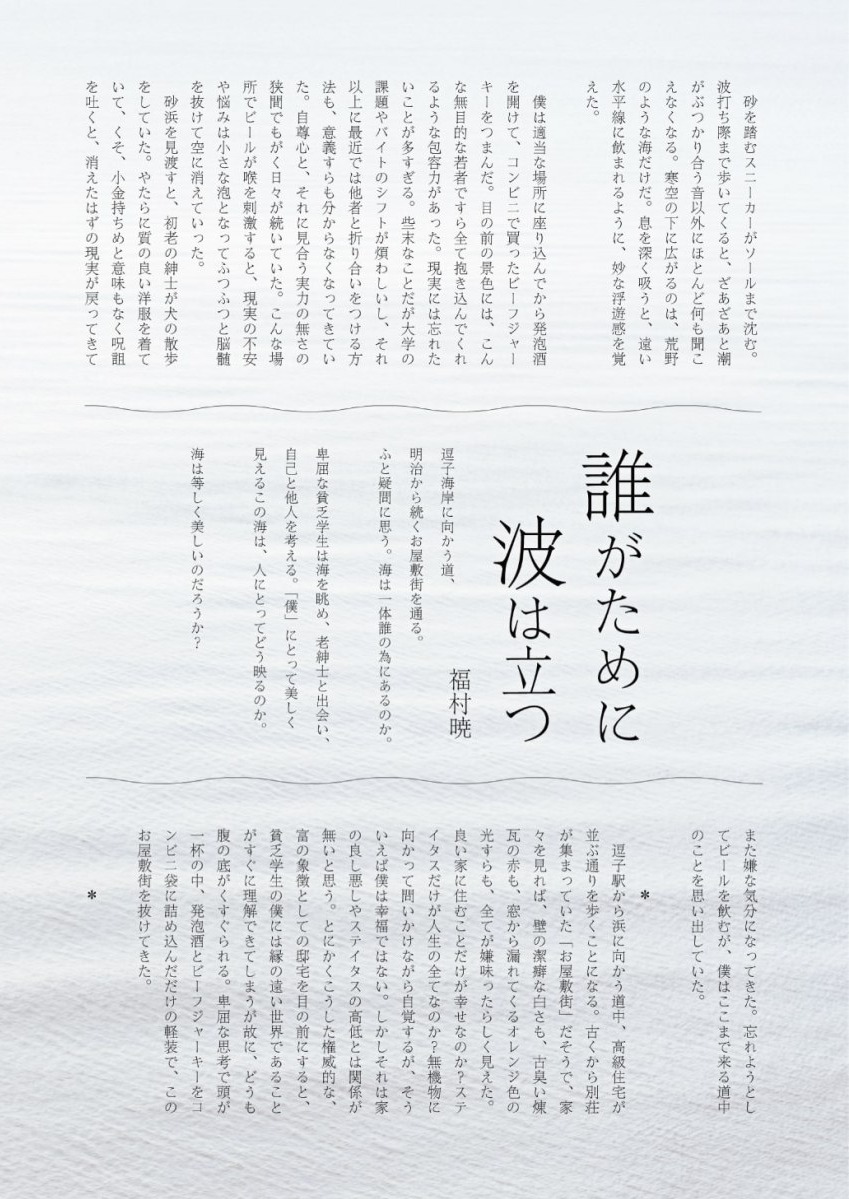 砂を踏むスニーカーがソールまで沈む。
波打ち際まで歩いてくると、ざあざあと潮
がぶつかり合う音以外にほとんど何も聞こ
えなくなる。寒空の下に広がるのは、荒野
のような海だけだ。息を深く吸うと、遠い
水平線に飲まれるように、妙な浮遊感を覚
えた。
僕は適当な場所に座り込んでから発泡酒
を開けて、コンビニで買ったビーフジャー
キーをつまんだ。目の前の景色には、こん
な無目的な若者ですら全て抱き込んでくれ
るような包容力があった。現実には忘れた
いことが多すぎる。些末なことだが大学の
課題やバイトのシフトが煩わしいし、それ
以上に最近では他者と折り合いをつける方
法も、意義すらも分からなくなってきてい
た。自尊心と、それに見合う実力の無さの
狭間でもがく日々が続いていた。こんな場
所でビールが喉を刺激すると、現実の不安
や悩みは小さな泡となってふつふつと脳髄
を抜けて空に消えていった。
砂浜を見渡すと、初老の紳士が犬の散歩
をしていた。やたらに質の良い洋服を着て
いて、くそ、小金持ちめと意味もなく呪詛
を吐くと、消えたはずの現実が戻ってきて
誰がために
波は立つ
福村暁
逗子海岸に向かう道、
明治から続くお屋敷街を通る。
ふと疑問に思う。海は一体誰の為にあるのか。
卑屈な貧乏学生は海を眺め、老紳士と出会い、
自己と他人を考える。「僕」にとって美しく
見えるこの海は、人にとってどう映るのか。
海は等しく美しいのだろうか?
また嫌な気分になってきた。忘れようとし
てビールを飲むが、僕はここまで来る道中
のことを思い出していた。
*
逗子駅から浜に向かう道中、高級住宅が
並ぶ通りを歩くことになる。古くから別荘
が集まっていた「お屋敷街」だそうで、家
々を見れば、壁の潔癖な白さも、古臭い煉
瓦の赤も、窓から漏れてくるオレンジ色の
光すらも、全てが嫌味ったらしく見えた。
良い家に住むことだけが幸せなのか?ステ
イタスだけが人生の全てなのか?無機物に
向かって問いかけながら自覚するが、そう
いえば僕は幸福ではない。しかしそれは家
の良し悪しやステイタスの高低とは関係が
無いと思う。とにかくこうした権威的な、
富の象徴としての邸宅を目の前にすると、
貧乏学生の僕には縁の遠い世界であること
がすぐに理解できてしまうが故に、どうも
腹の底がくすぐられる。卑屈な思考で頭が
一杯の中、発泡酒とビーフジャーキーをコ
ンビニ袋に詰め込んだだけの軽装で、この
お屋敷街を抜けてきた。
*